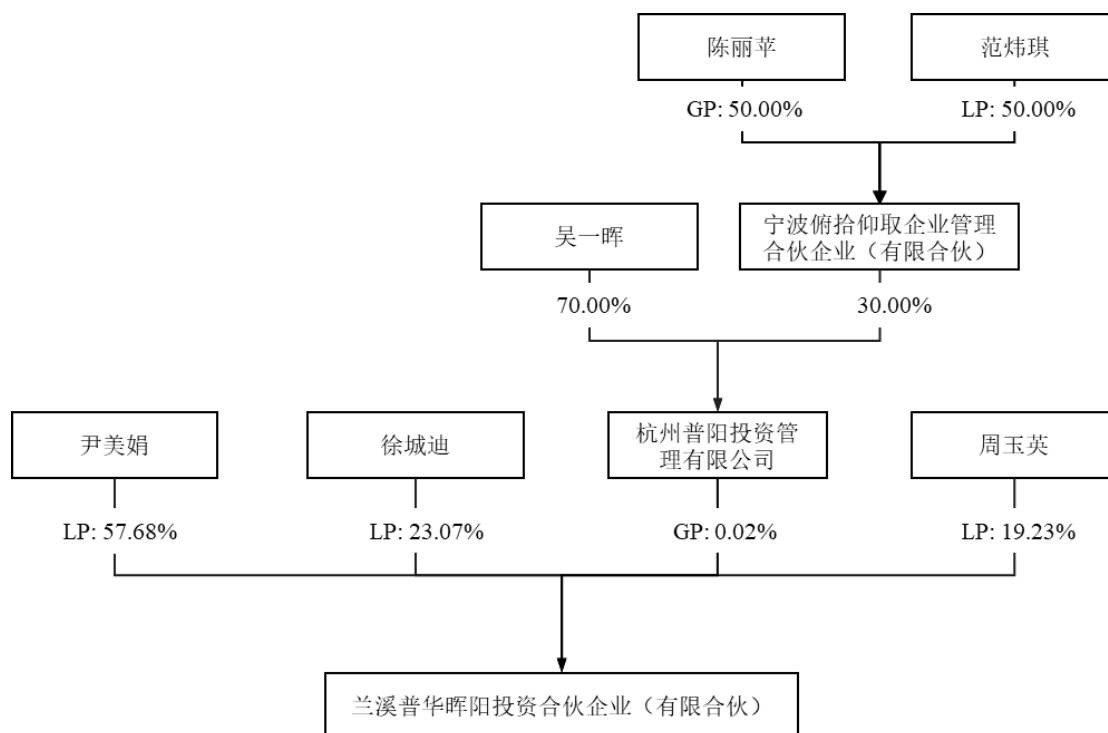 陈丽苹
范炜琪
GP: 50.00%
LP: 50.00%
吴一晖
宁波俯拾仰取企业管理
合伙企业（有限合伙）
70.00%
30.00%
尹美娟
徐城迪
杭州普阳投资管
理有限公司
周玉英
LP: 57.68%
LP: 23.07%
GP: 0.02%
LP: 19.23%
兰溪普华晖阳投资合伙企业（有限合伙）